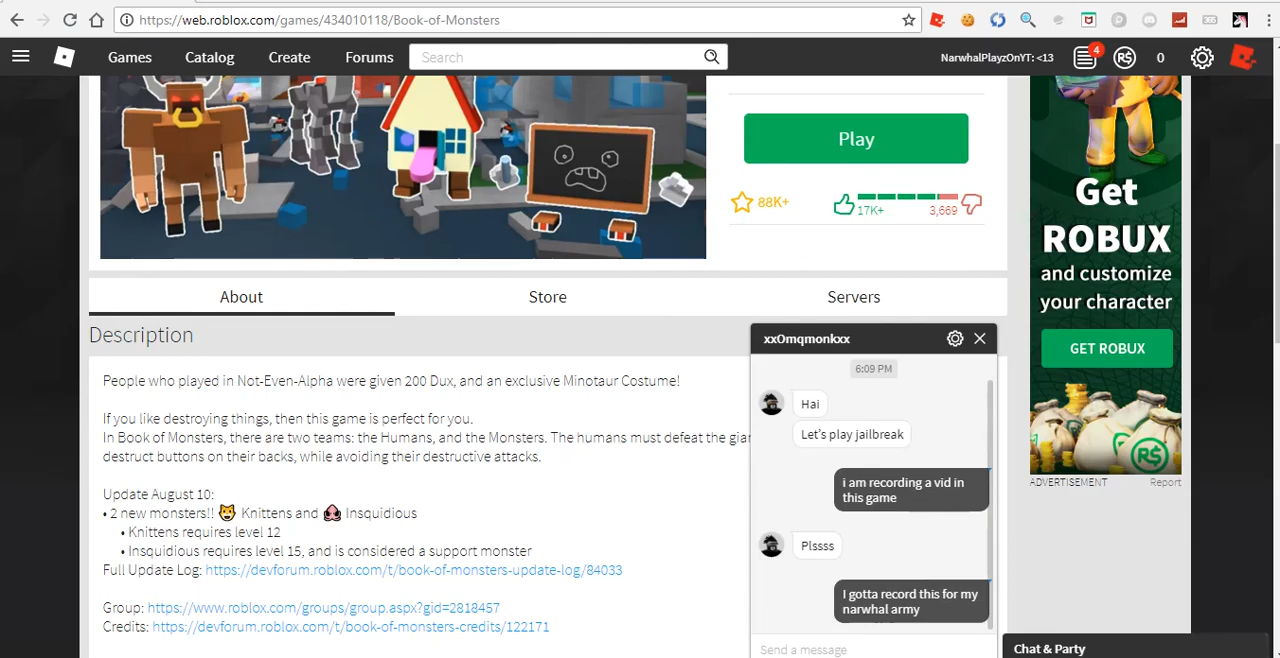 https://web.roblox.com/games/434010118/Book-of-Monsters
Games
Catalog
Create
Forums
Search
NarwhalPlayzOnYT: <13
4
R$
0
Play
88K+
17K+
3,669
Get
ROBUX
and customize
your character
GET ROBUX
R$
ADVERTISEMENT
Report
About
Store
Servers
Description
People who played in Not-Even-Alpha were given 200 Dux, and an exclusive Minotaur Costume!
If you like destroying things, then this game is perfect for you.
In Book of Monsters, there are two teams: the Humans, and the Monsters. The humans must defeat the gian
destruct buttons on their backs, while avoiding their destructive attacks.
Update August 10:
• 2 new monsters!! Knittens and Insquidious
• Knittens requires level 12
• Insquidious requires level 15, and is considered a support monster
Full Update Log: https://devforum.roblox.com/t/book-of-monsters-update-log/84033
Group: https://www.roblox.com/groups/group.aspx?gid=2818457
Credits: https://devforum.roblox.com/t/book-of-monsters-credits/122171
xxOmqmonkxx
6:09 PM
Hai
Let's play jailbreak
i am recording a vid in
this game
Plssss
I gotta record this for my
narwhal army
Send a message
Chat & Party